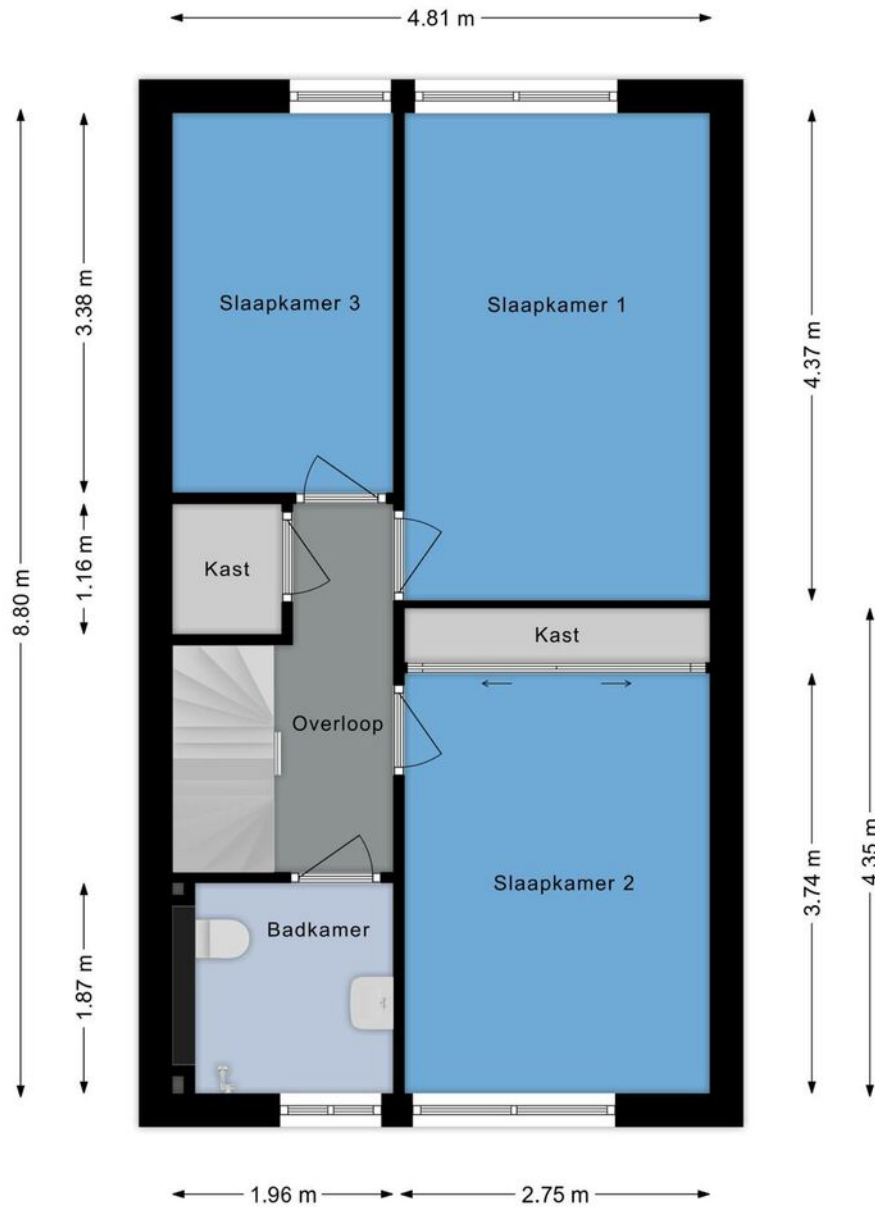 4.81 m
Slaapkamer 3
Slaapkamer 1
3.38 m
4.37 m
1.16 m
Kast
8.80 m
Kast
Overloop
4.35 m
3.74 m
Slaapkamer 2
Badkamer
1.87 m
1.96 m
2.75 m